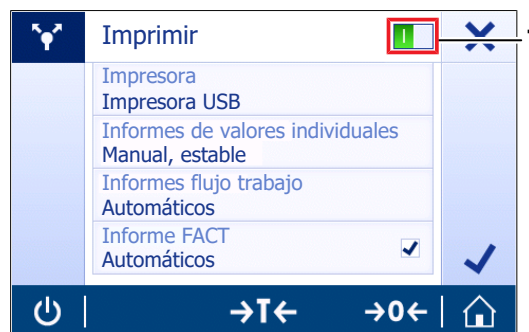 Imprimir
Impresora
Impresora USB
Informes de valores individuales
Manual, estable
Informes flujo trabajo
Automáticos
Informe FACT
Automáticos
→T← →0←